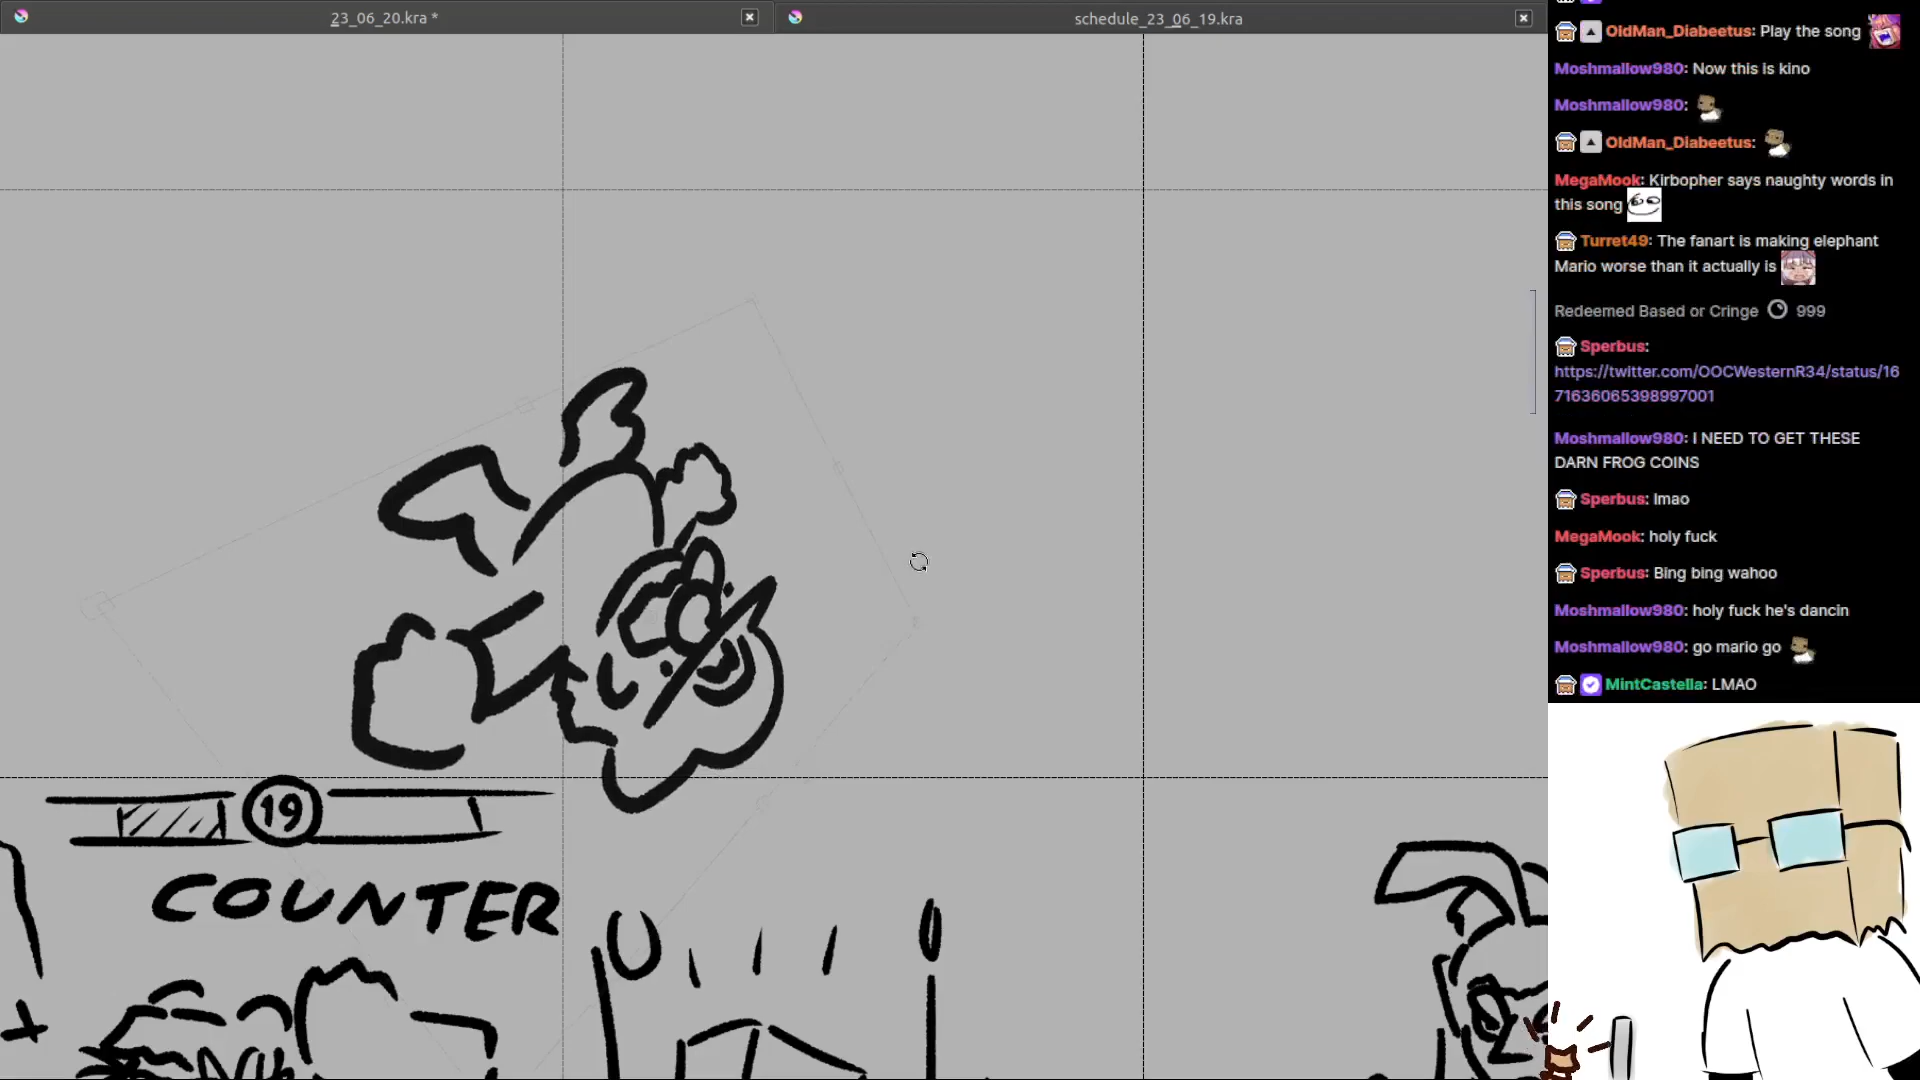 23_06_20.kra *
schedule_23_06_19.kra
OldMan_Diabeetus: Play the song
Moshmallow980: Now this is kino
Moshmallow980:
OldMan_Diabeetus:
MegaMook: Kirbopher says naughty words in
this song
Turret49: The fanart is making elephant
Mario worse than it actually is
Redeemed Based or Cringe 999
Sperbus:
https://twitter.com/OOCWesternR34/status/16
71636065398997001
Moshmallow980: I NEED TO GET THESE
DARN FROG COINS
Sperbus: lmao
MegaMook: holy fuck
Sperbus: Bing bing wahoo
Moshmallow980: holy fuck he's dancin
Moshmallow980: go mario go
MintCastella: LMAO
19
COUNTER